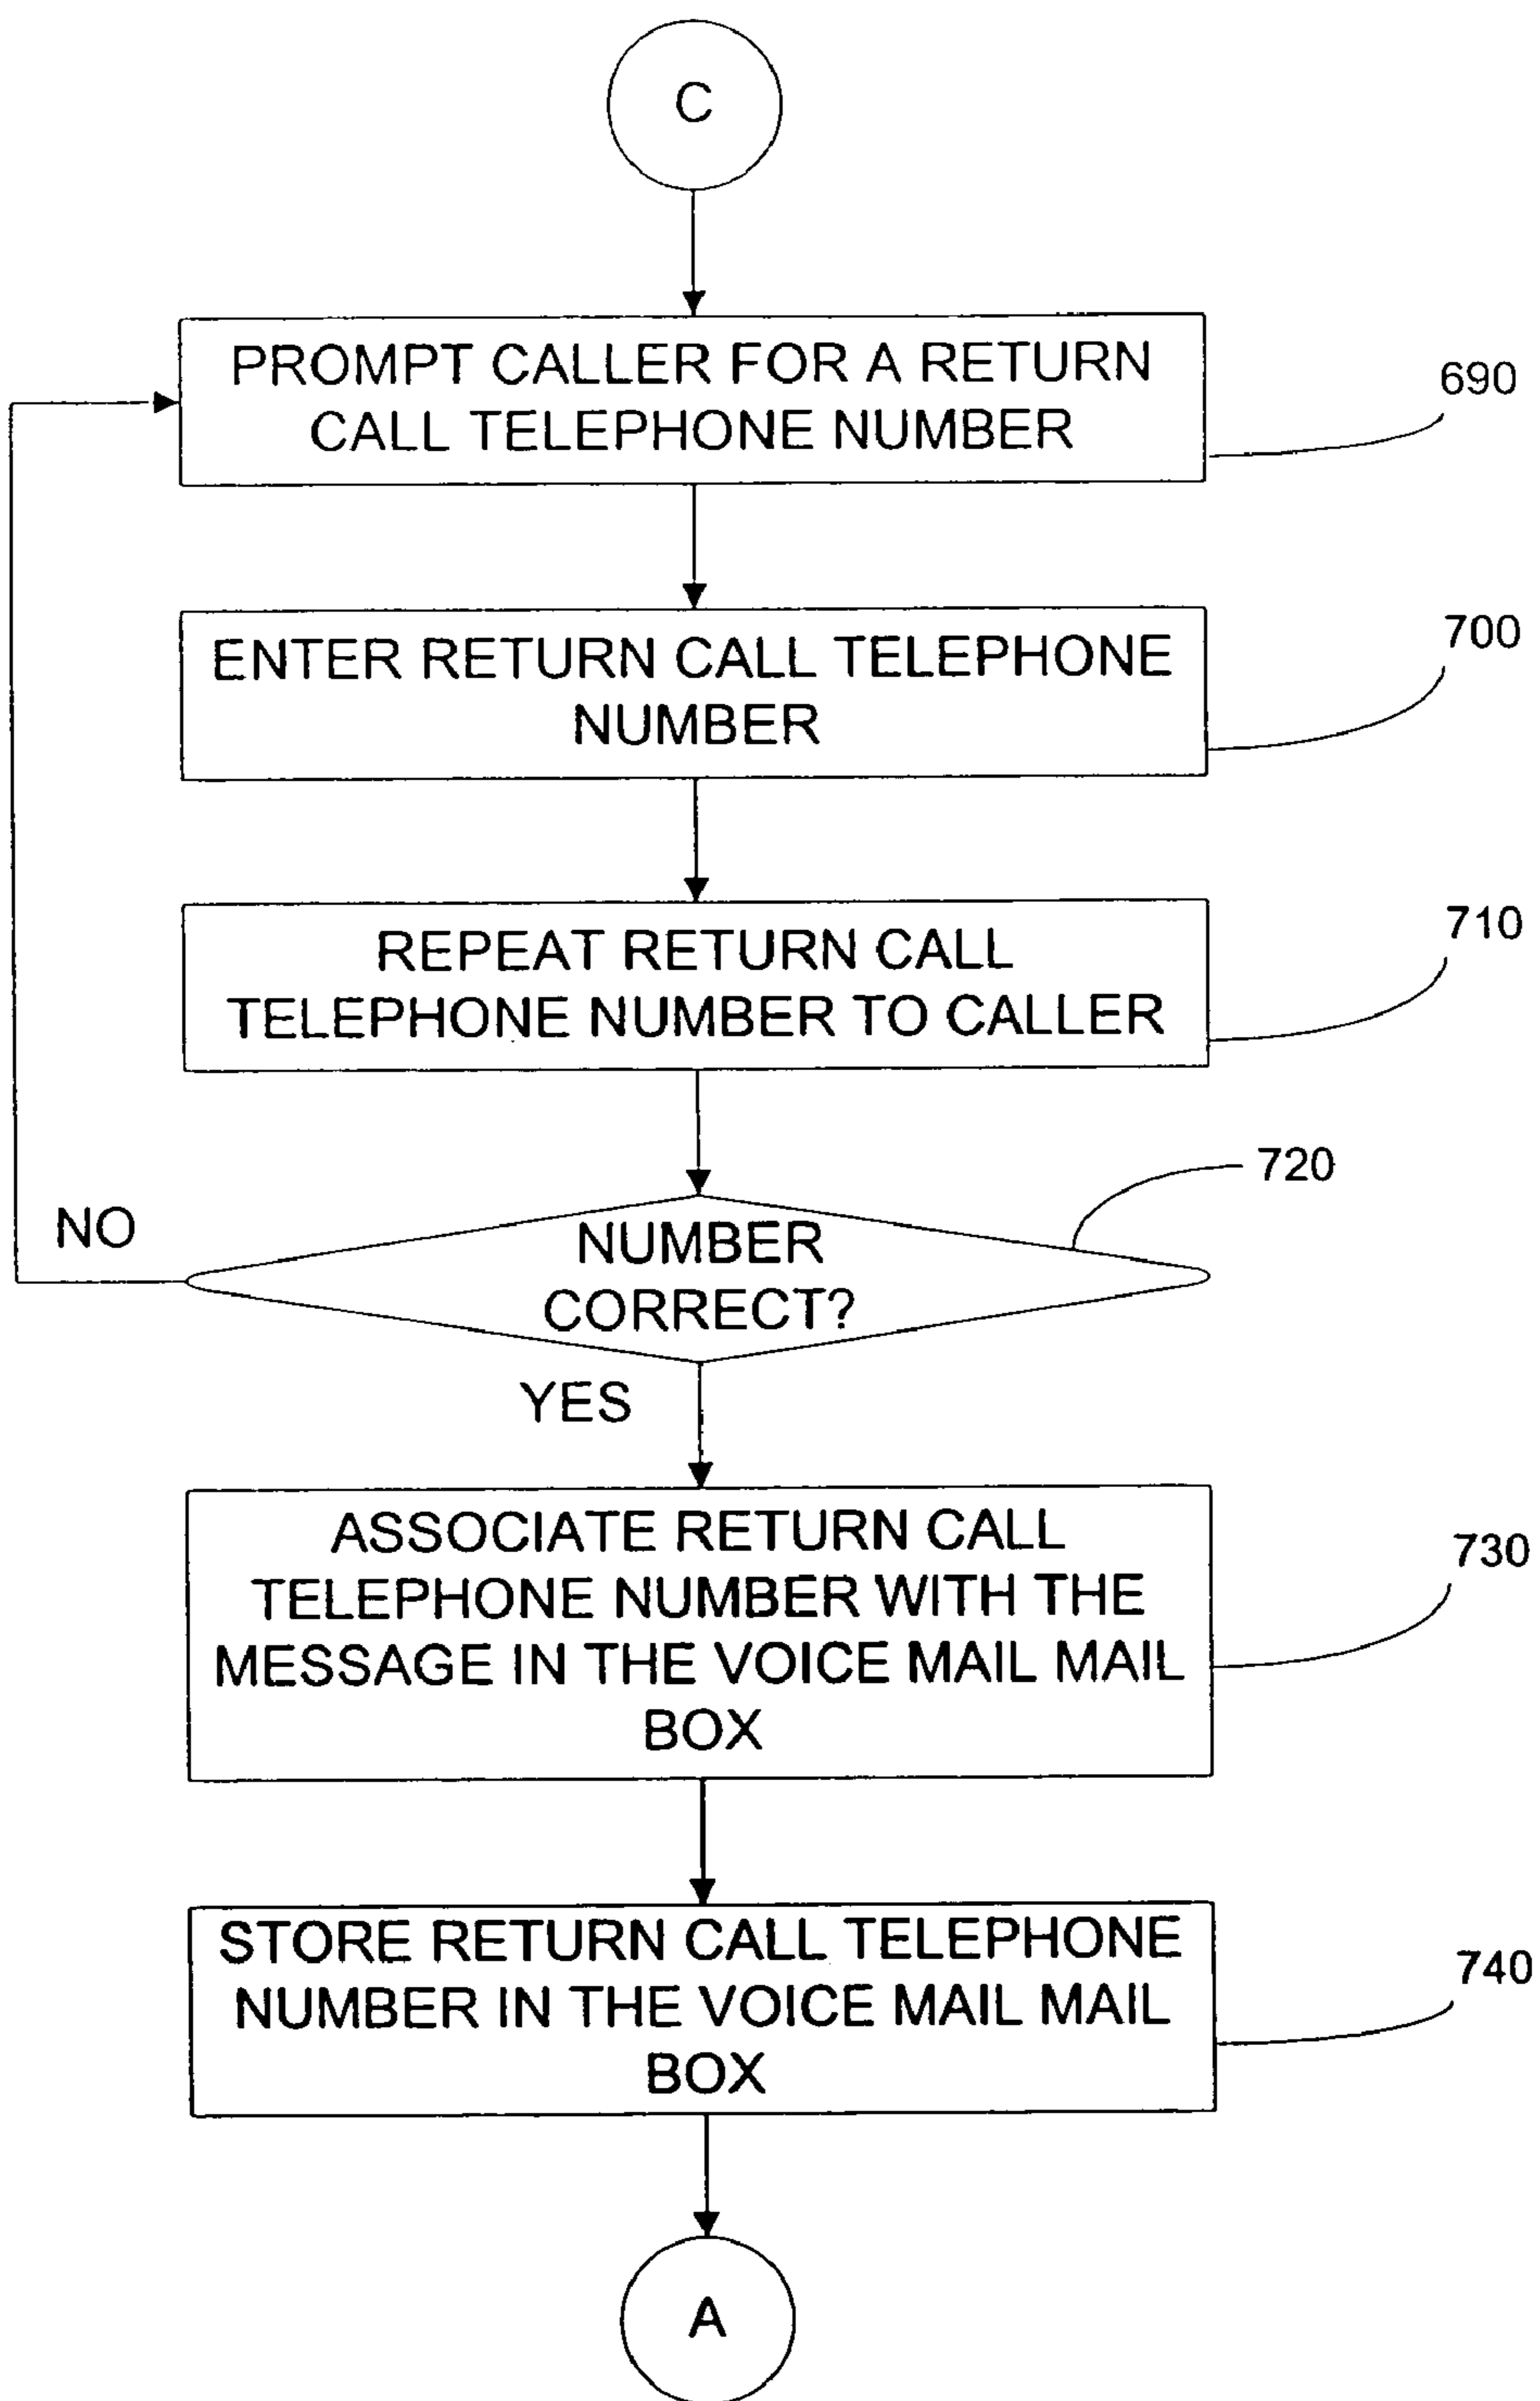 C
PROMPT CALLER FOR A RETURN
CALL TELEPHONE NUMBER
690
ENTER RETURN CALL TELEPHONE
NUMBER
700
REPEAT RETURN CALL
TELEPHONE NUMBER TO CALLER
710
720
NUMBER
CORRECT?
NO
YES
ASSOCIATE RETURN CALL
TELEPHONE NUMBER WITH THE
MESSAGE IN THE VOICE MAIL MAIL
BOX
730
STORE RETURN CALL TELEPHONE
NUMBER IN THE VOICE MAIL MAIL
BOX
740
A